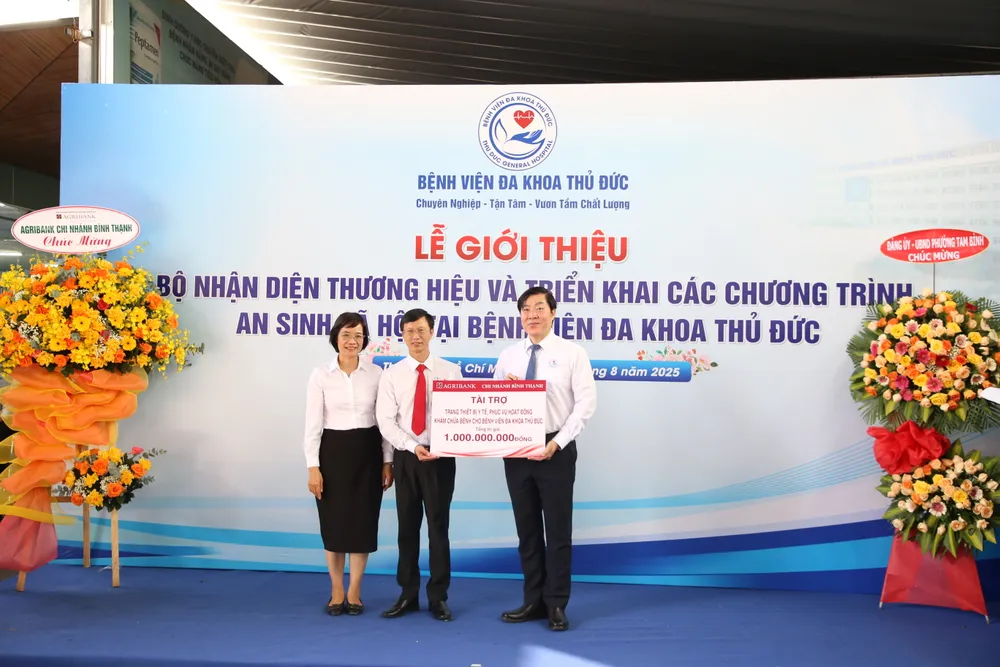 Peptamen
BỆNH VIỆN ĐA KHOA THỦ ĐỨC
THU DUC GENERAL HOSPITAL
BỆNH VIỆN ĐA KHOA THỦ ĐỨC
Chuyên Nghiệp - Tận Tâm - Vươn Tầm Chất Lượng
LỄ GIỚI THIỆU
BỘ NHẬN DIỆN THƯƠNG HIỆU VÀ TRIỂN KHAI CÁC CHƯƠNG TRÌNH
AN SINH XÃ HỘI TẠI BỆNH VIỆN ĐA KHOA THỦ ĐỨC
8 năm 2025
AGRIBANK
AGRIBANK CHI NHÁNH BÌNH THẠNH
Chúc Mừng
ĐẢNG ỦY - UBND PHƯỜNG TAM BÌNH
CHÚC MỪNG
AGRIBANK CHI NHÁNH BÌNH THẠNH
TÀI TRỢ
TRANG THIẾT BỊ Y TẾ, PHỤC VỤ HOẠT ĐỘNG
KHÁM CHỮA BỆNH CHO BỆNH VIỆN ĐA KHOA THỦ ĐỨC
Tổng trị giá
1.000.000.000 ĐỒNG